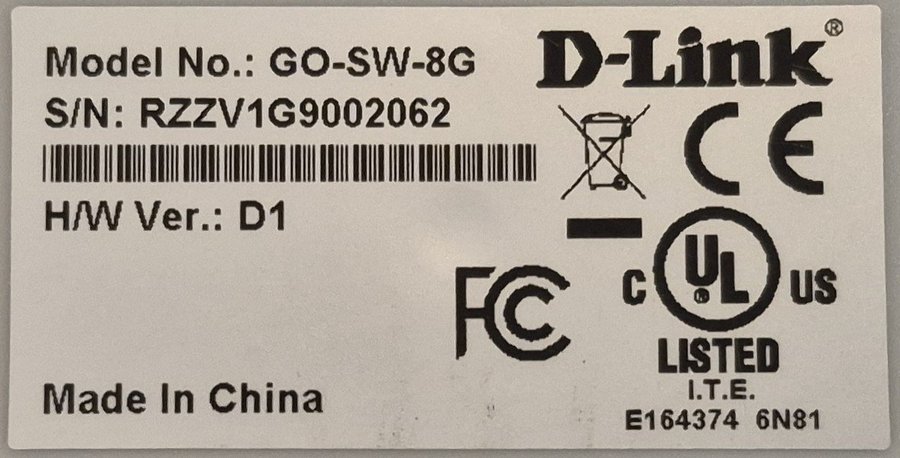 Model No.: GO-SW-8G
D-Link®
S/N: RZZV1G9002062
CE
H/W Ver.: D1
FC
C UL® US
LISTED
I.T.E.
E164374 6N81
Made In China